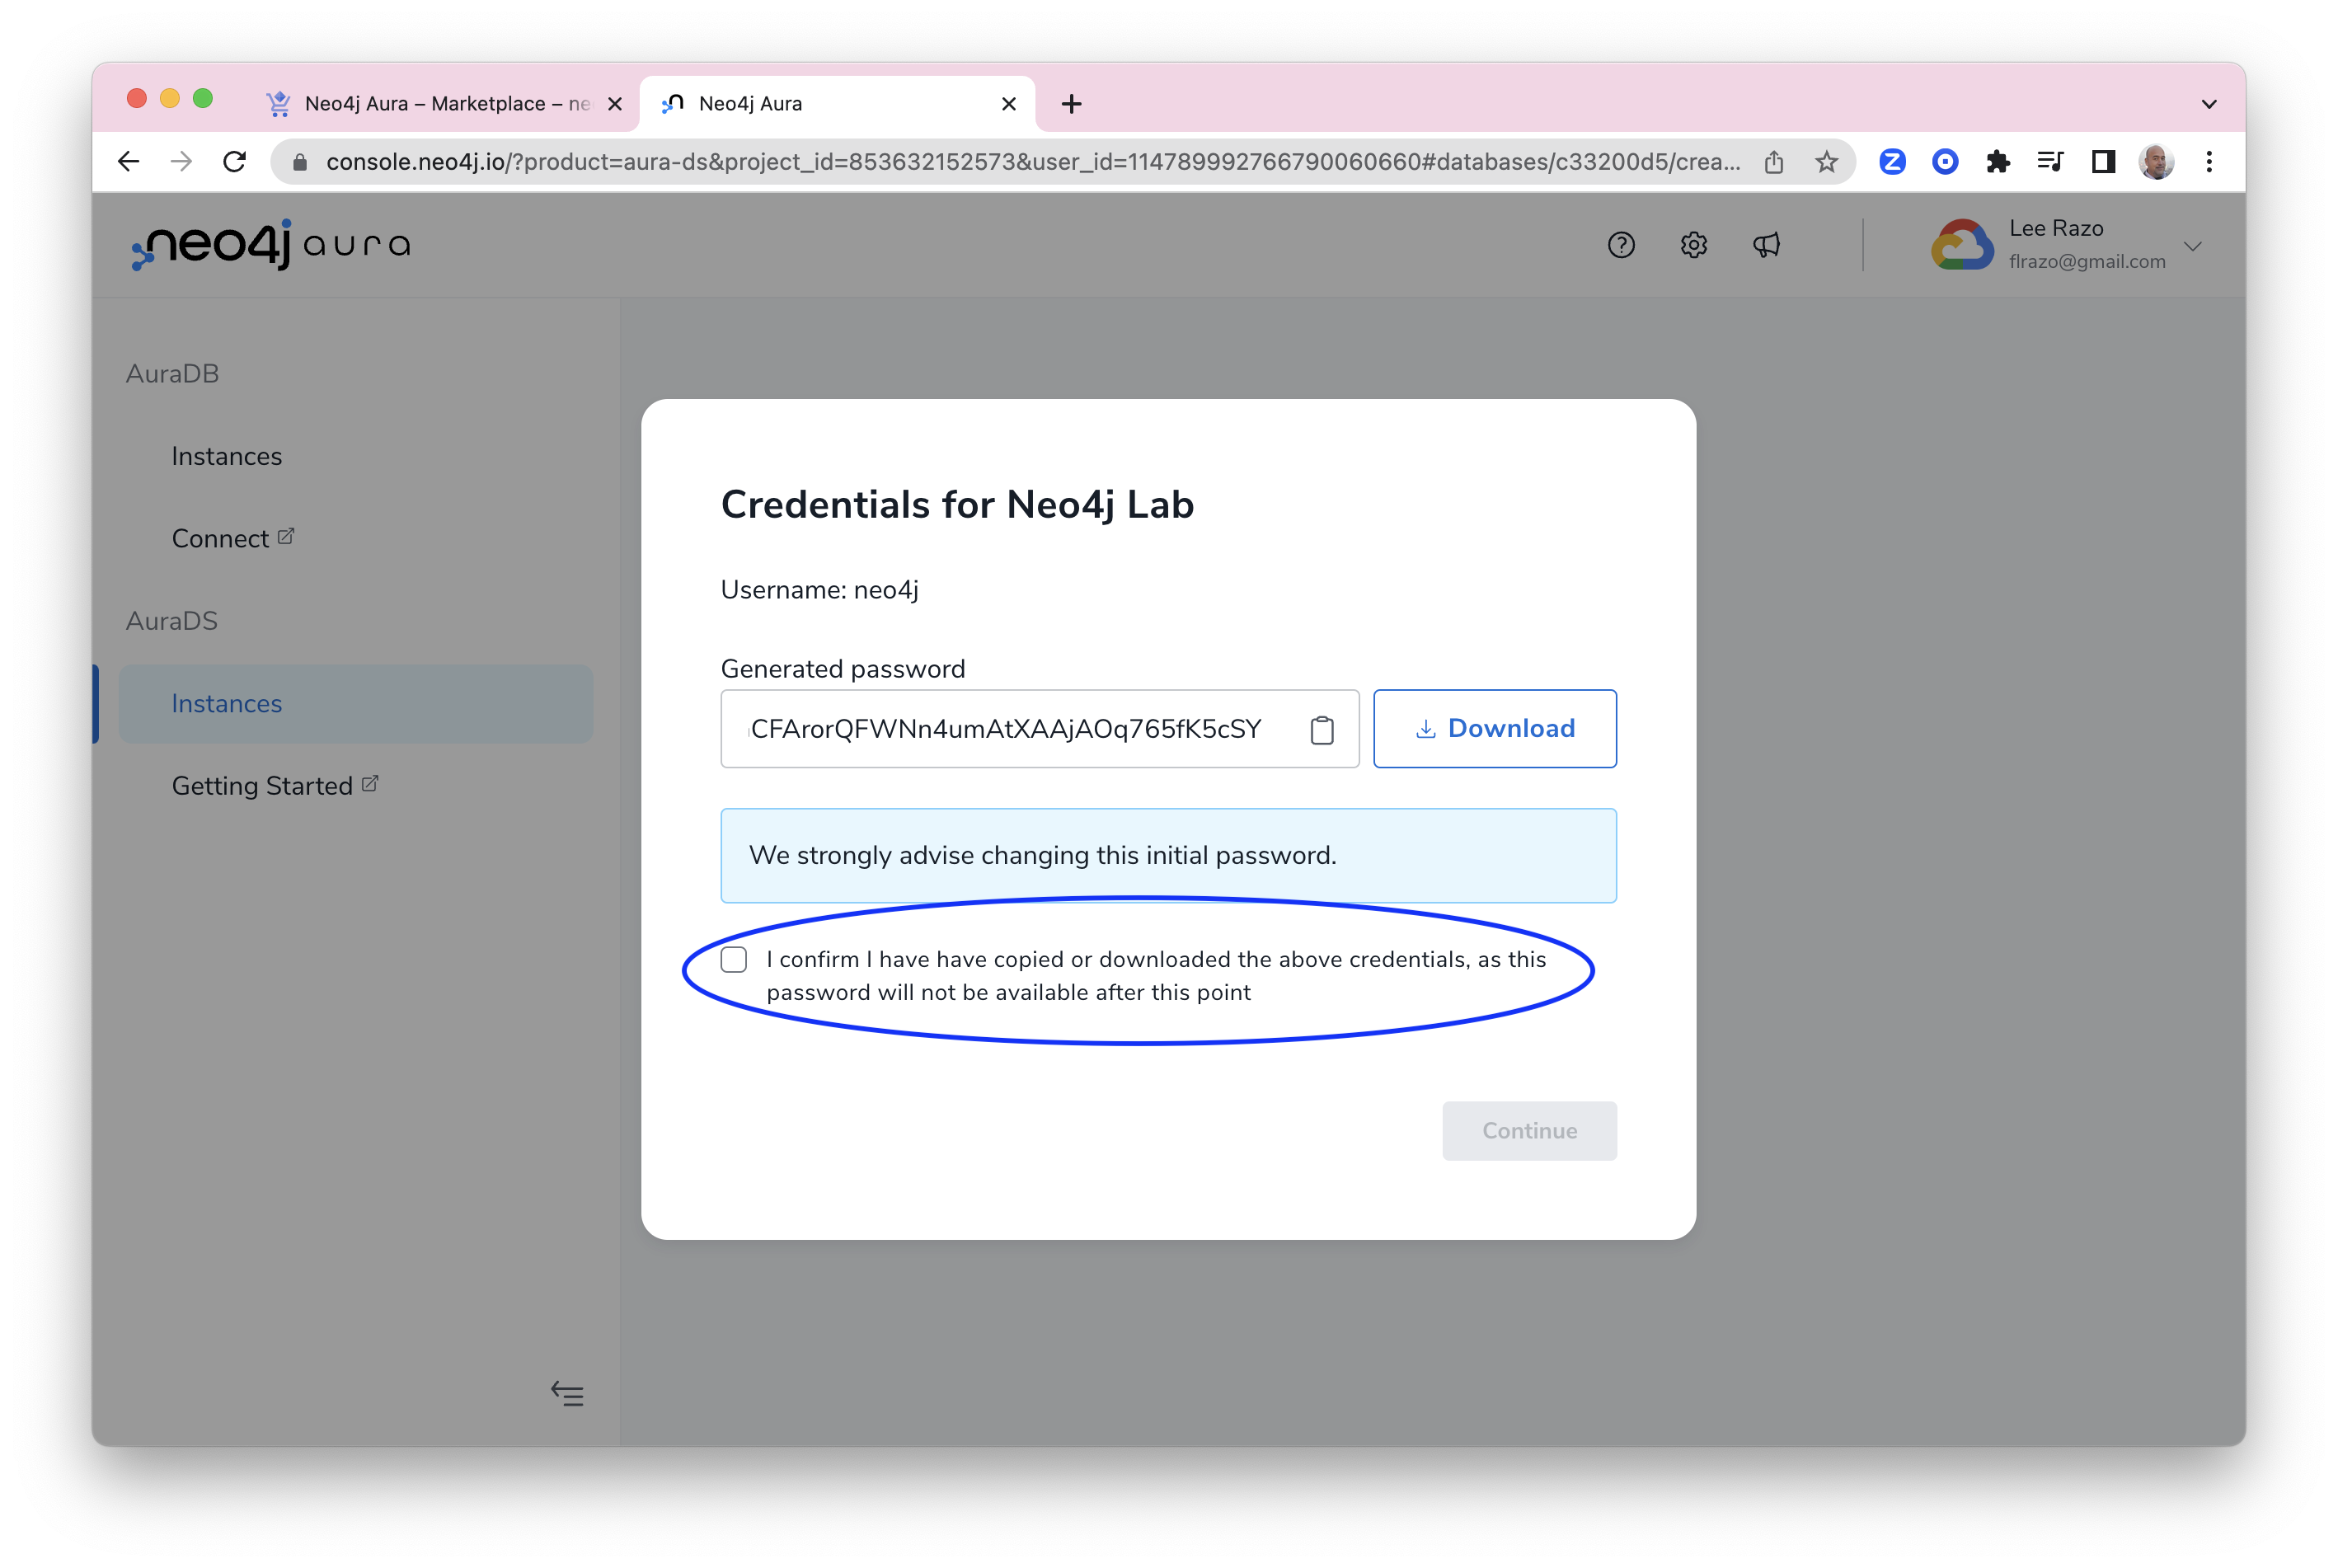 Neo4j Aura – Marketplace – ne
Neo4j Aura
console.neo4j.io/?product=aura-ds&project_id=853632152573&user_id=114789992766790060660#databases/c33200d5/crea...
neo4j aura
Lee Razo
flrazo@gmail.com
AuraDB
Instances
Connect
AuraDS
Instances
Getting Started
Credentials for Neo4j Lab
Username: neo4j
Generated password
CFArorQFWNn4umAtXAAjAOq765fK5cSY
Download
We strongly advise changing this initial password.
I confirm I have have copied or downloaded the above credentials, as this
password will not be available after this point
Continue